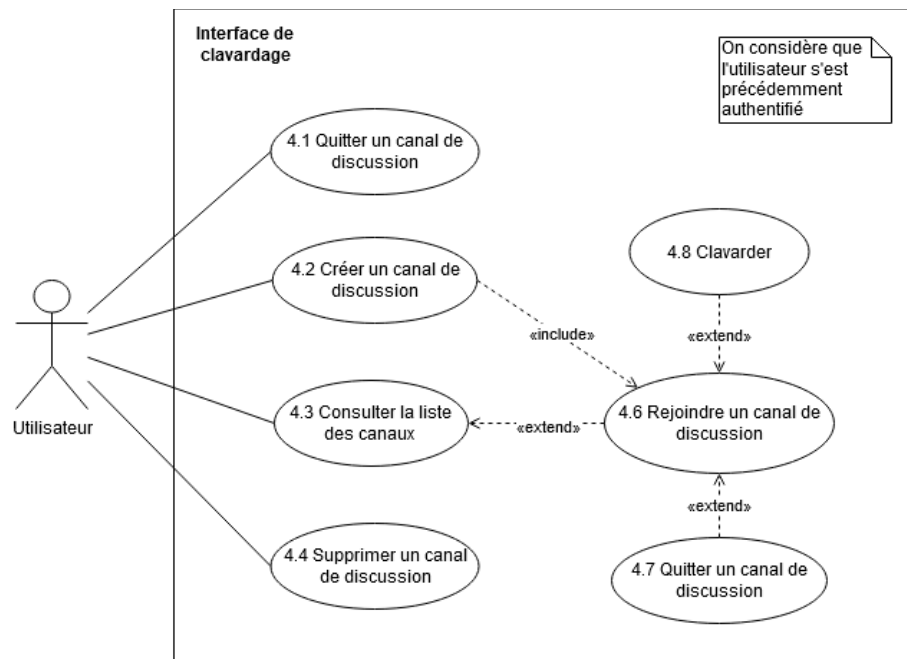 Interface de
clavardage
On considère que
l'utilisateur s'est
précédemment
authentifié
4.1 Quitter un canal de
discussion
4.2 Créer un canal de
discussion
4.8 Clavarder
«include»
«extend»
Utilisateur
4.3 Consulter la liste
des canaux
«extend»
4.6 Rejoindre un canal de
discussion
«extend»
4.4 Supprimer un canal
de discussion
4.7 Quitter un canal de
discussion